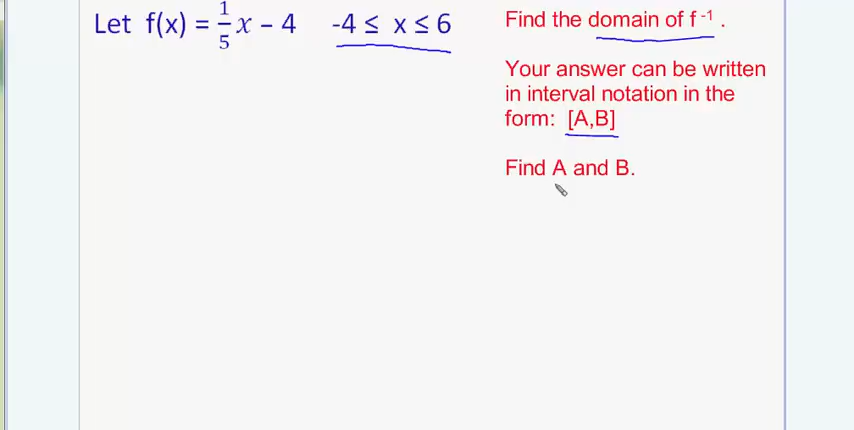 Let f(x) = 1/5 x – 4 -4 ≤ x ≤ 6
Find the domain of f -1 .
Your answer can be written
in interval notation in the
form: [A,B]
Find A and B.